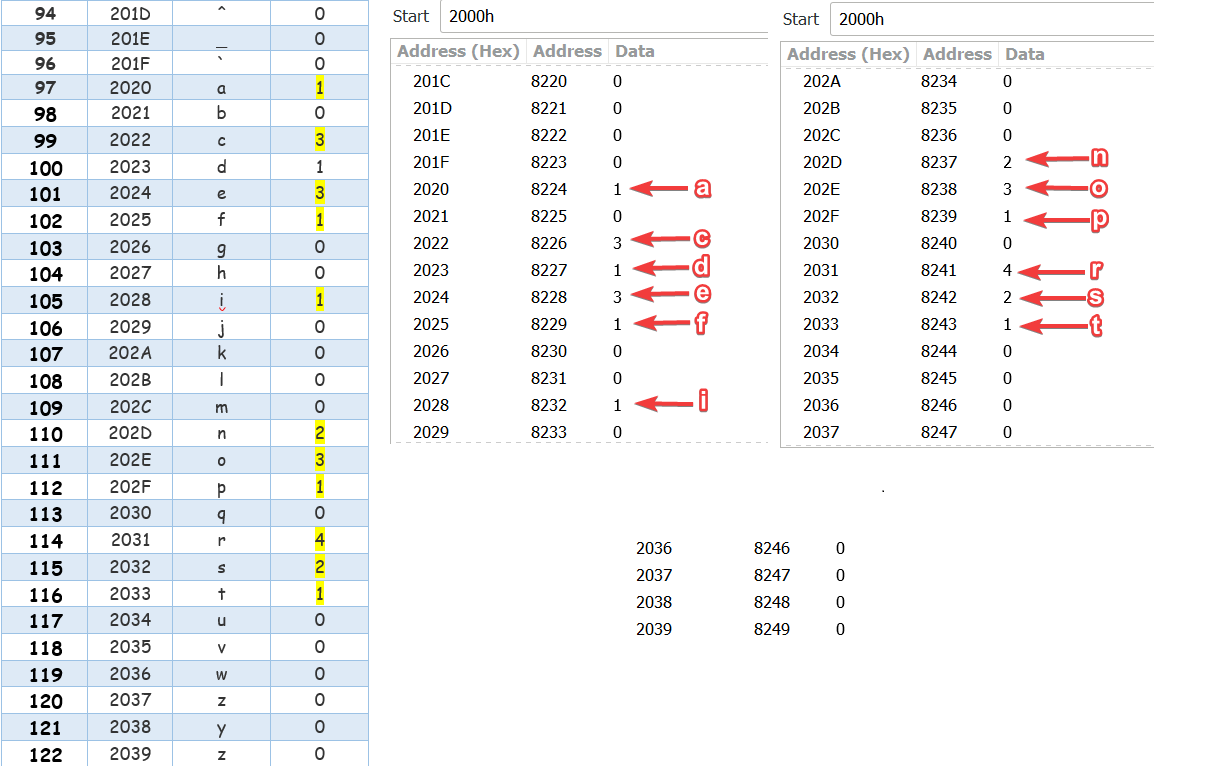 94 201D ^ 0
95 201E _ 0
96 201F ` 0
97 2020 a 1
98 2021 b 0
99 2022 c 3
100 2023 d 1
101 2024 e 3
102 2025 f 1
103 2026 g 0
104 2027 h 0
105 2028 i 1
106 2029 j 0
107 202A k 0
108 202B l 0
109 202C m 0
110 202D n 2
111 202E o 3
112 202F p 1
113 2030 q 0
114 2031 r 4
115 2032 s 2
116 2033 t 1
117 2034 u 0
118 2035 v 0
119 2036 w 0
120 2037 z 0
121 2038 y 0
122 2039 z 0
Start 2000h
Address (Hex) Address Data
201C 8220 0
201D 8221 0
201E 8222 0
201F 8223 0
2020 8224 1 a
2021 8225 0
2022 8226 3 c
2023 8227 1 d
2024 8228 3 e
2025 8229 1 f
2026 8230 0
2027 8231 0
2028 8232 1 i
2029 8233 0
Start 2000h
Address (Hex) Address Data
202A 8234 0
202B 8235 0
202C 8236 0
202D 8237 2 n
202E 8238 3 o
202F 8239 1 p
2030 8240 0
2031 8241 4 r
2032 8242 2 s
2033 8243 1 t
2034 8244 0
2035 8245 0
2036 8246 0
2037 8247 0
.
2036 8246 0
2037 8247 0
2038 8248 0
2039 8249 0